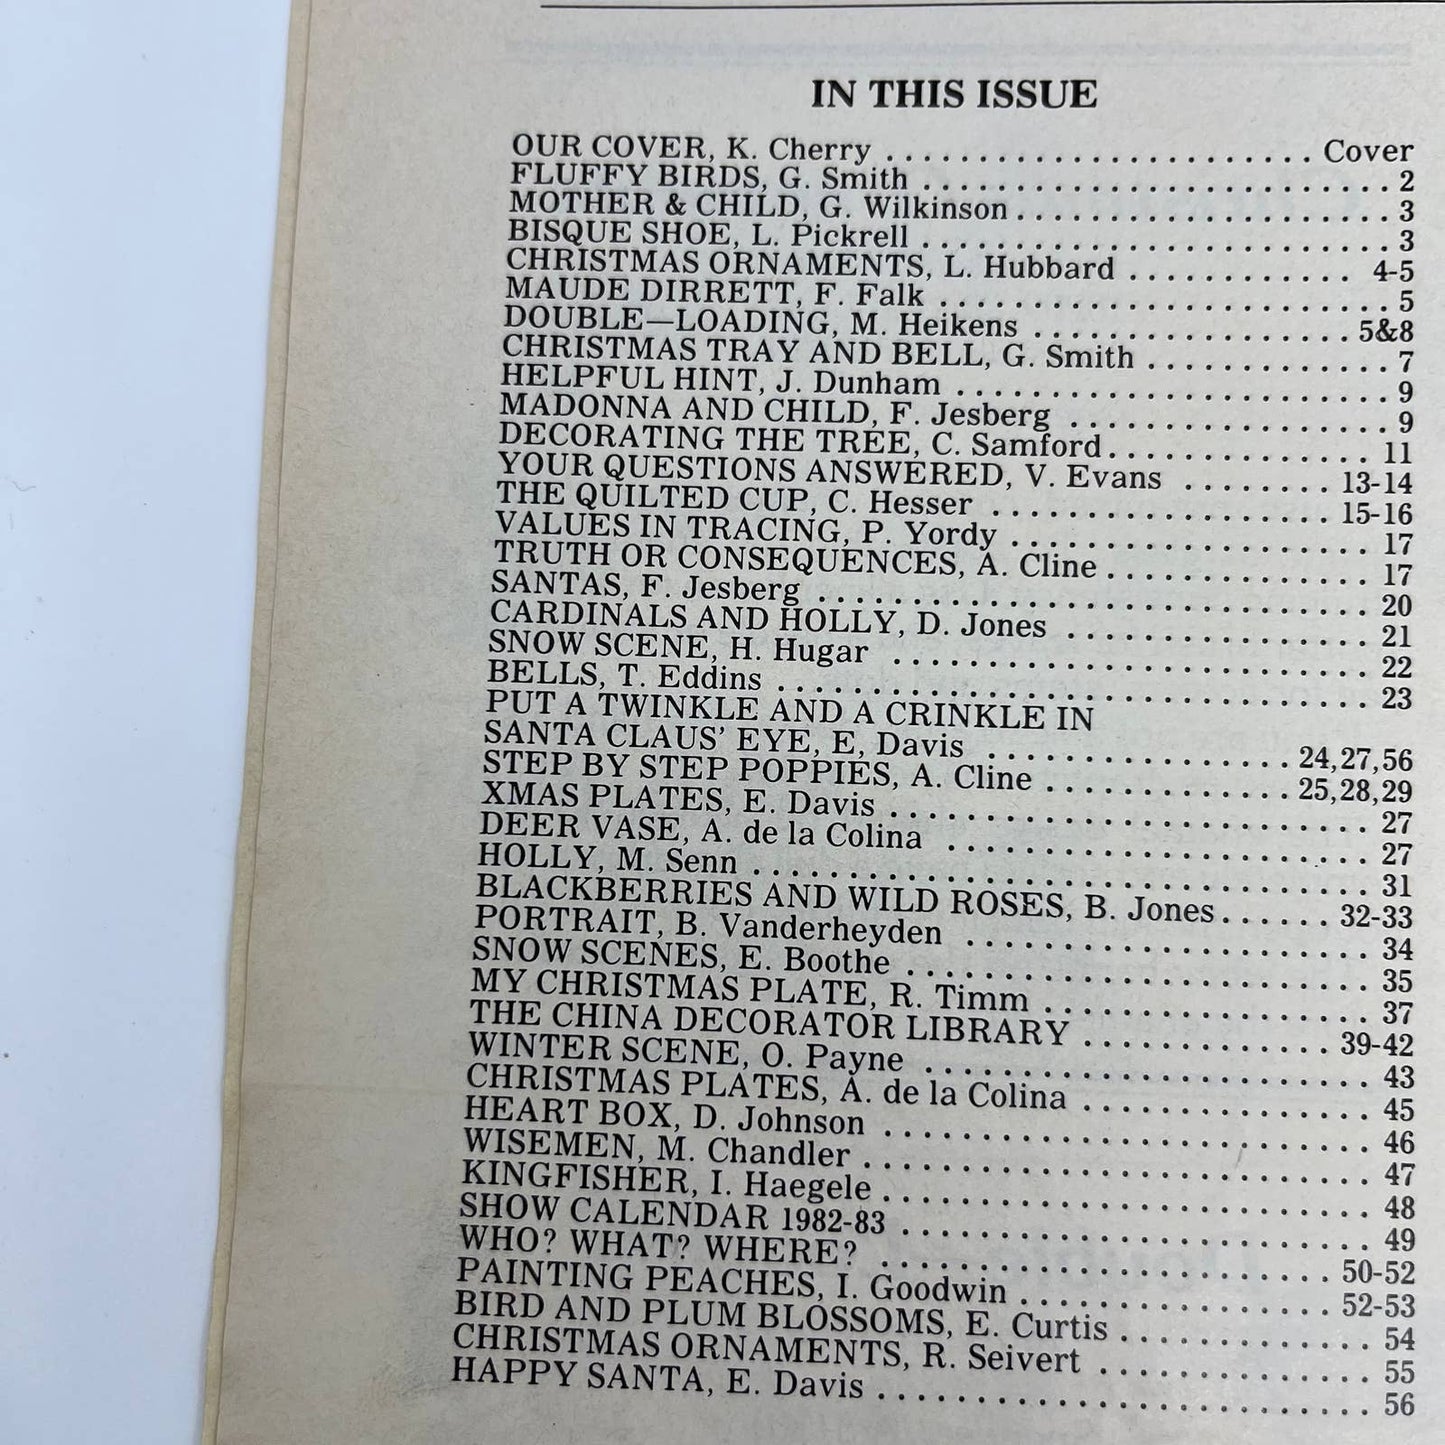 IN THIS ISSUE
OUR COVER, K. Cherry ...................... Cover
FLUFFY BIRDS, G. Smith ........................ 2
MOTHER & CHILD, G. Wilkinson .................... 3
BISQUE SHOE, L. Pickrell ........................ 3
CHRISTMAS ORNAMENTS, L. Hubbard ............ 4-5
MAUDE DIRRETT, F. Falk ........................ 5
DOUBLE—LOADING, M. Heikens ................. 5&8
CHRISTMAS TRAY AND BELL, G. Smith ............. 7
HELPFUL HINT, J. Dunham ....................... 9
MADONNA AND CHILD, F. Jesberg ................. 9
DECORATING THE TREE, C. Samford .............. 11
YOUR QUESTIONS ANSWERED, V. Evans ........ 13-14
THE QUILTED CUP, C. Hesser .................. 15-16
VALUES IN TRACING, P. Yordy ................... 17
TRUTH OR CONSEQUENCES, A. Cline .............. 17
SANTAS, F. Jesberg ............................ 20
CARDINALS AND HOLLY, D. Jones ................ 21
SNOW SCENE, H. Hugar ......................... 22
BELLS, T. Eddins .............................. 23
PUT A TWINKLE AND A CRINKLE IN
SANTA CLAUS' EYE, E, Davis ................ 24,27,56
STEP BY STEP POPPIES, A. Cline ............. 25,28,29
XMAS PLATES, E. Davis ......................... 27
DEER VASE, A. de la Colina ...................... 27
HOLLY, M. Senn ................................ 31
BLACKBERRIES AND WILD ROSES, B. Jones ...... 32-33
PORTRAIT, B. Vanderheyden ..................... 34
SNOW SCENES, E. Boothe ........................ 35
MY CHRISTMAS PLATE, R. Timm .................. 37
THE CHINA DECORATOR LIBRARY ............. 39-42
WINTER SCENE, O. Payne ....................... 43
CHRISTMAS PLATES, A. de la Colina ............... 45
HEART BOX, D. Johnson ......................... 46
WISEMEN, M. Chandler .......................... 47
KINGFISHER, I. Haegele ......................... 48
SHOW CALENDAR 1982-83 ........................ 49
WHO? WHAT? WHERE? ....................... 50-52
PAINTING PEACHES, I. Goodwin ................ 52-53
BIRD AND PLUM BLOSSOMS, E. Curtis ............. 54
CHRISTMAS ORNAMENTS, R. Seivert .............. 55
HAPPY SANTA, E. Davis ......................... 56